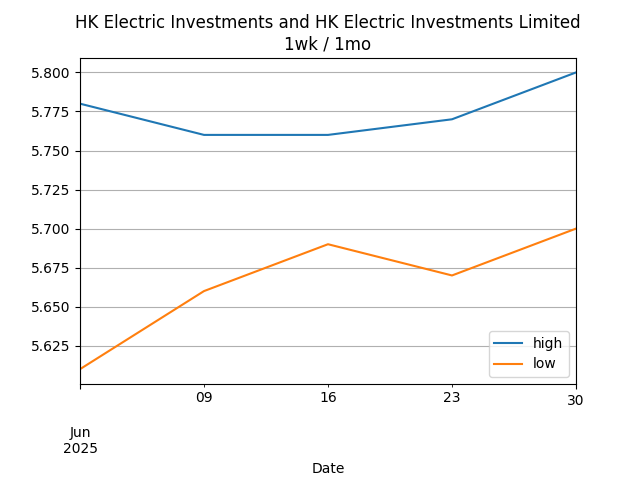 HK Electric Investments and HK Electric Investments Limited
1wk / 1mo
5.800
5.775
5.750
5.725
5.700
5.675
5.650
5.625
high
low
09
16
23
30
Jun
2025
Date